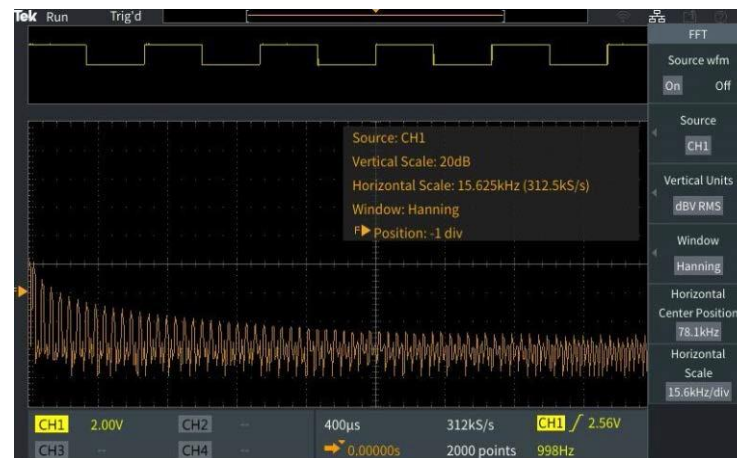 Tek Run Trig'd
FFT
Source wfm
On Off
Source
CH1
Vertical Units
dBV RMS
Window
Hanning
Horizontal
Center Position
78.1kHz
Horizontal
Scale
15.6kHz/div
Source: CH1
Vertical Scale: 20dB
Horizontal Scale: 15.625kHz (312.5kS/s)
Window: Hanning
F Position: -1 div
F
CH1 2.00V CH2 -- 400µs 312kS/s CH1 2.56V
CH3 -- CH4 -- 0.00000s 2000 points 998Hz